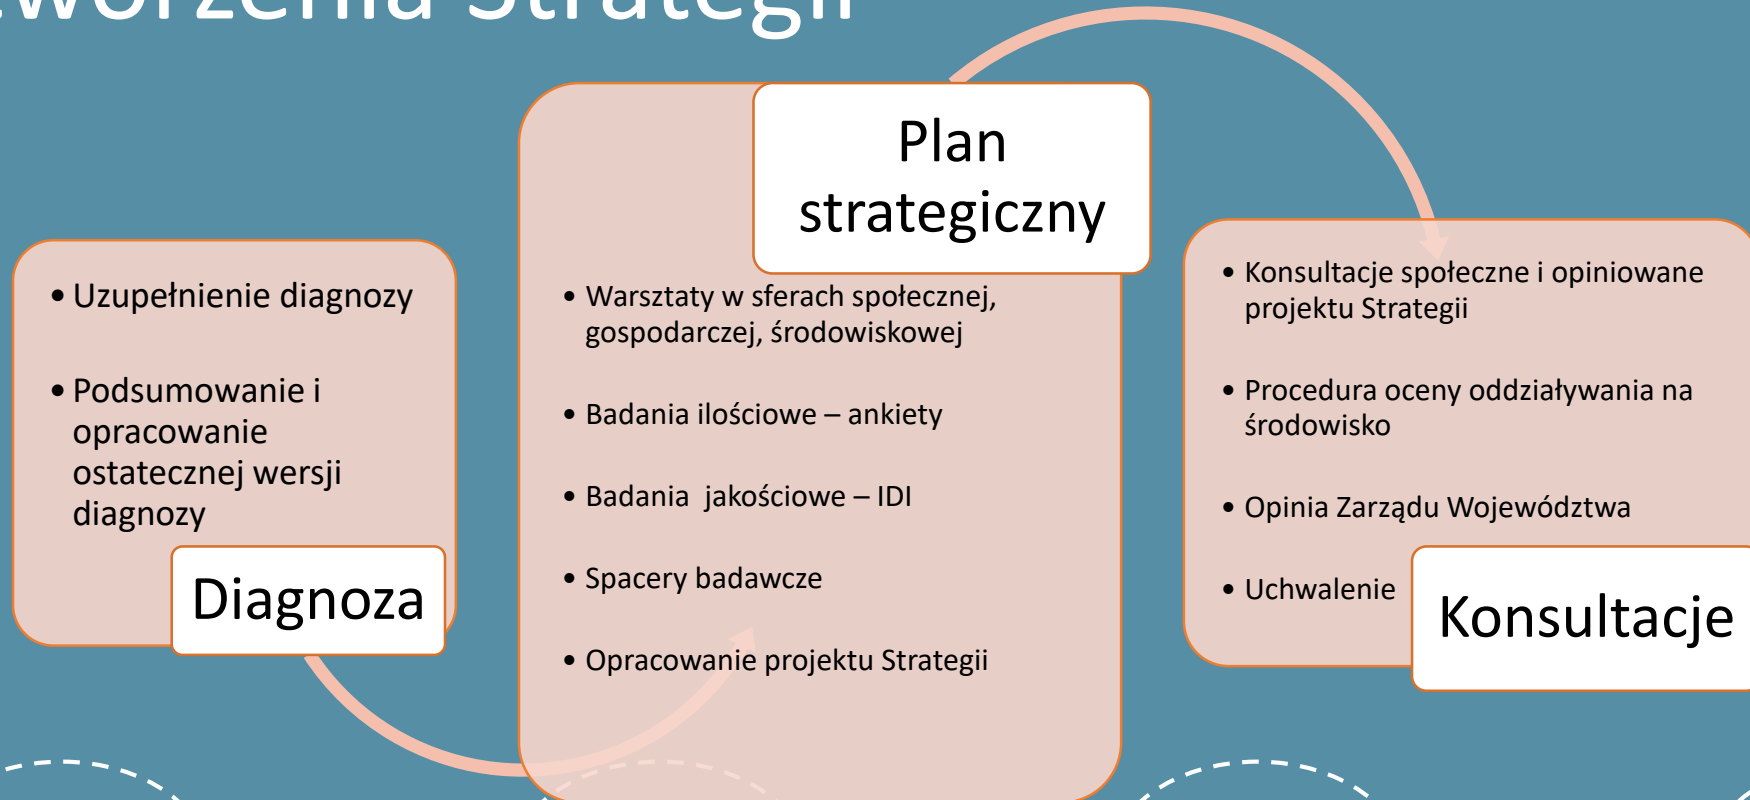 tworzenia Strategii
• Uzupełnienie diagnozy
• Podsumowanie i
opracowanie
ostatecznej wersji
diagnozy
Diagnoza
Plan
strategiczny
• Warsztaty w sferach społecznej,
gospodarczej, środowiskowej
• Badania ilościowe – ankiety
• Badania  jakościowe – IDI
• Spacery badawcze
• Opracowanie projektu Strategii
• Konsultacje społeczne i opiniowane
projektu Strategii
• Procedura oceny oddziaływania na
środowisko
• Opinia Zarządu Województwa
• Uchwalenie
Konsultacje